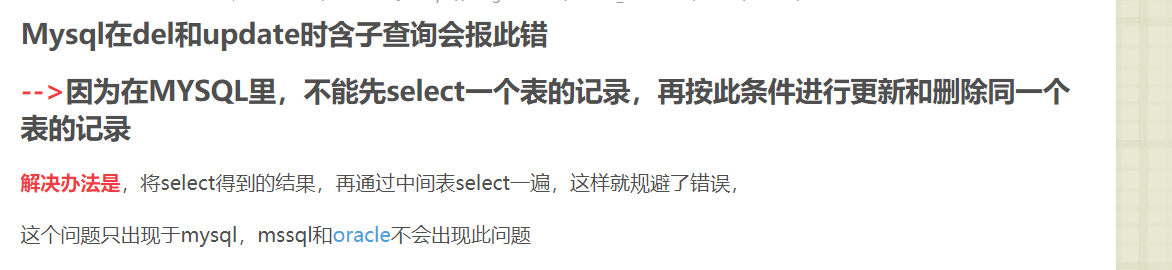 Mysql在del和update时含子查询会报此错
-->因为在MYSQL里，不能先select一个表的记录，再按此条件进行更新和删除同一个
表的记录
解决办法是，将select得到的结果，再通过中间表select一遍，这样就规避了错误，
这个问题只出现于mysql，mssql和oracle不会出现此问题